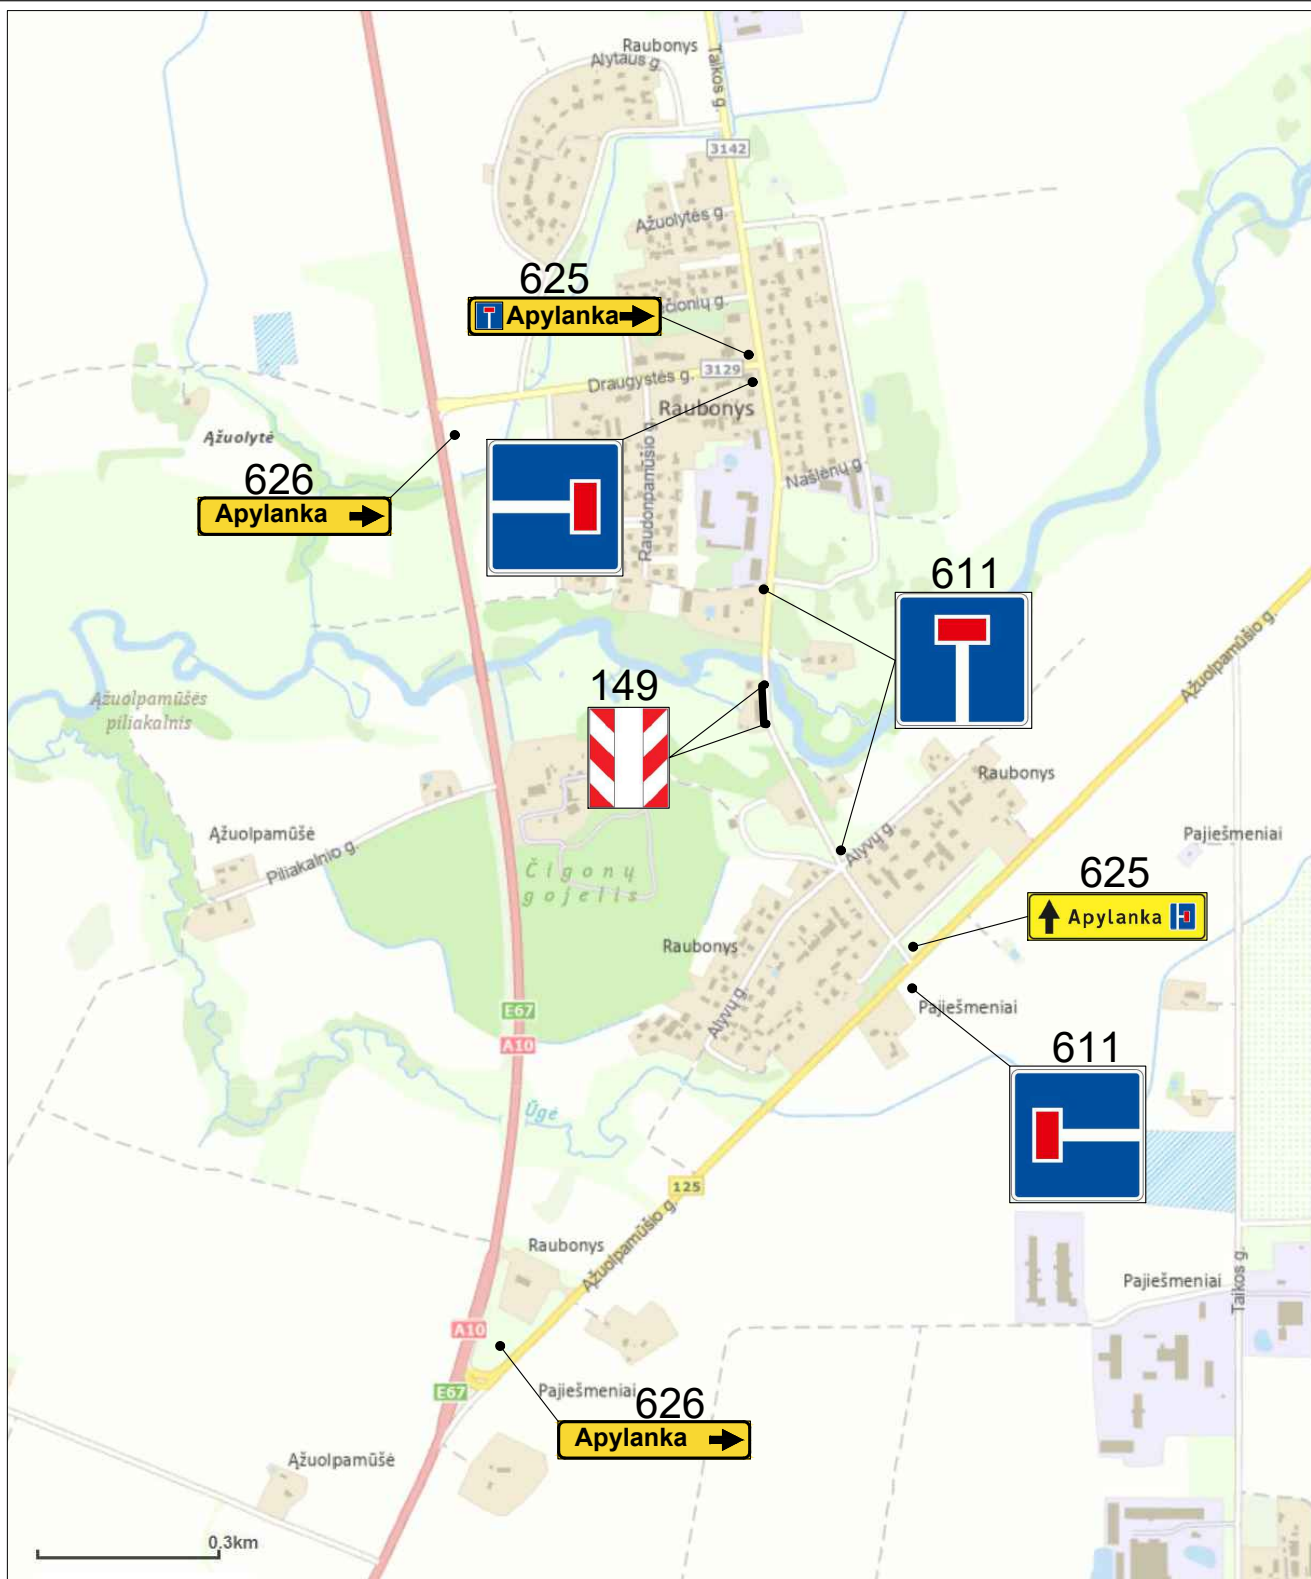 Raubonys
Alytaus g.
Taikos g.
3142
Ąžuolytės g.
625
Apylanka
čionių g.
3129
Draugystės g.
Raubonys
Ąžuolytė
626
Apylanka
Raudonpamūšio g.
Našlėnų g.
611
Ąžuolpamūšio g.
149
Ąžuolpamūšės
piliakalnis
Raubonys
Ąžuolpamūšė
Piliakalnio g.
Alyvų g.
Pajiešmeniai
Čigonų
gojelis
625
Apylanka
Raubonys
Alyvų g.
E67
A10
Pajiešmeniai
611
Ūgė
125
Raubonys
Ąžuolpamūšio g.
Pajiešmeniai
Taikos g.
A10
E67
Pajiešmeniai
626
Apylanka
Ąžuolpamūšė
0.3km